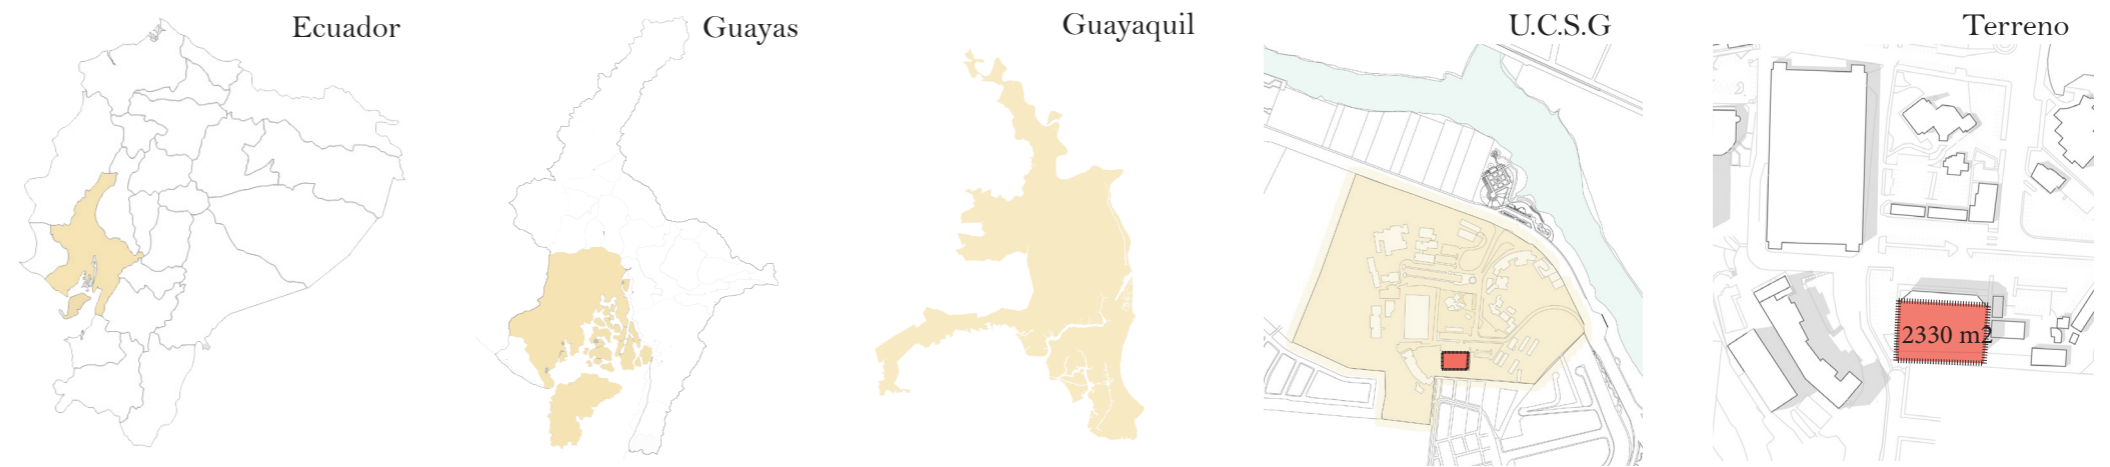 Ecuador
Guayas
Guayaquil
U.C.S.G
Terreno
2330 m2